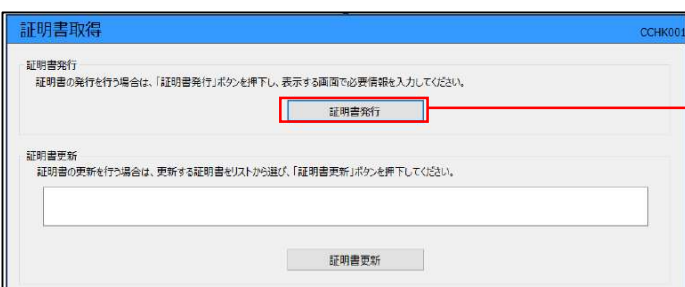 証明書取得
CCHK001
証明書発行
証明書の発行を行う場合は、「証明書発行」ボタンを押下し、表示する画面で必要情報を入力してください。
証明書発行
証明書更新
証明書の更新を行う場合は、更新する証明書をリストから選び、「証明書更新」ボタンを押下してください。
証明書更新